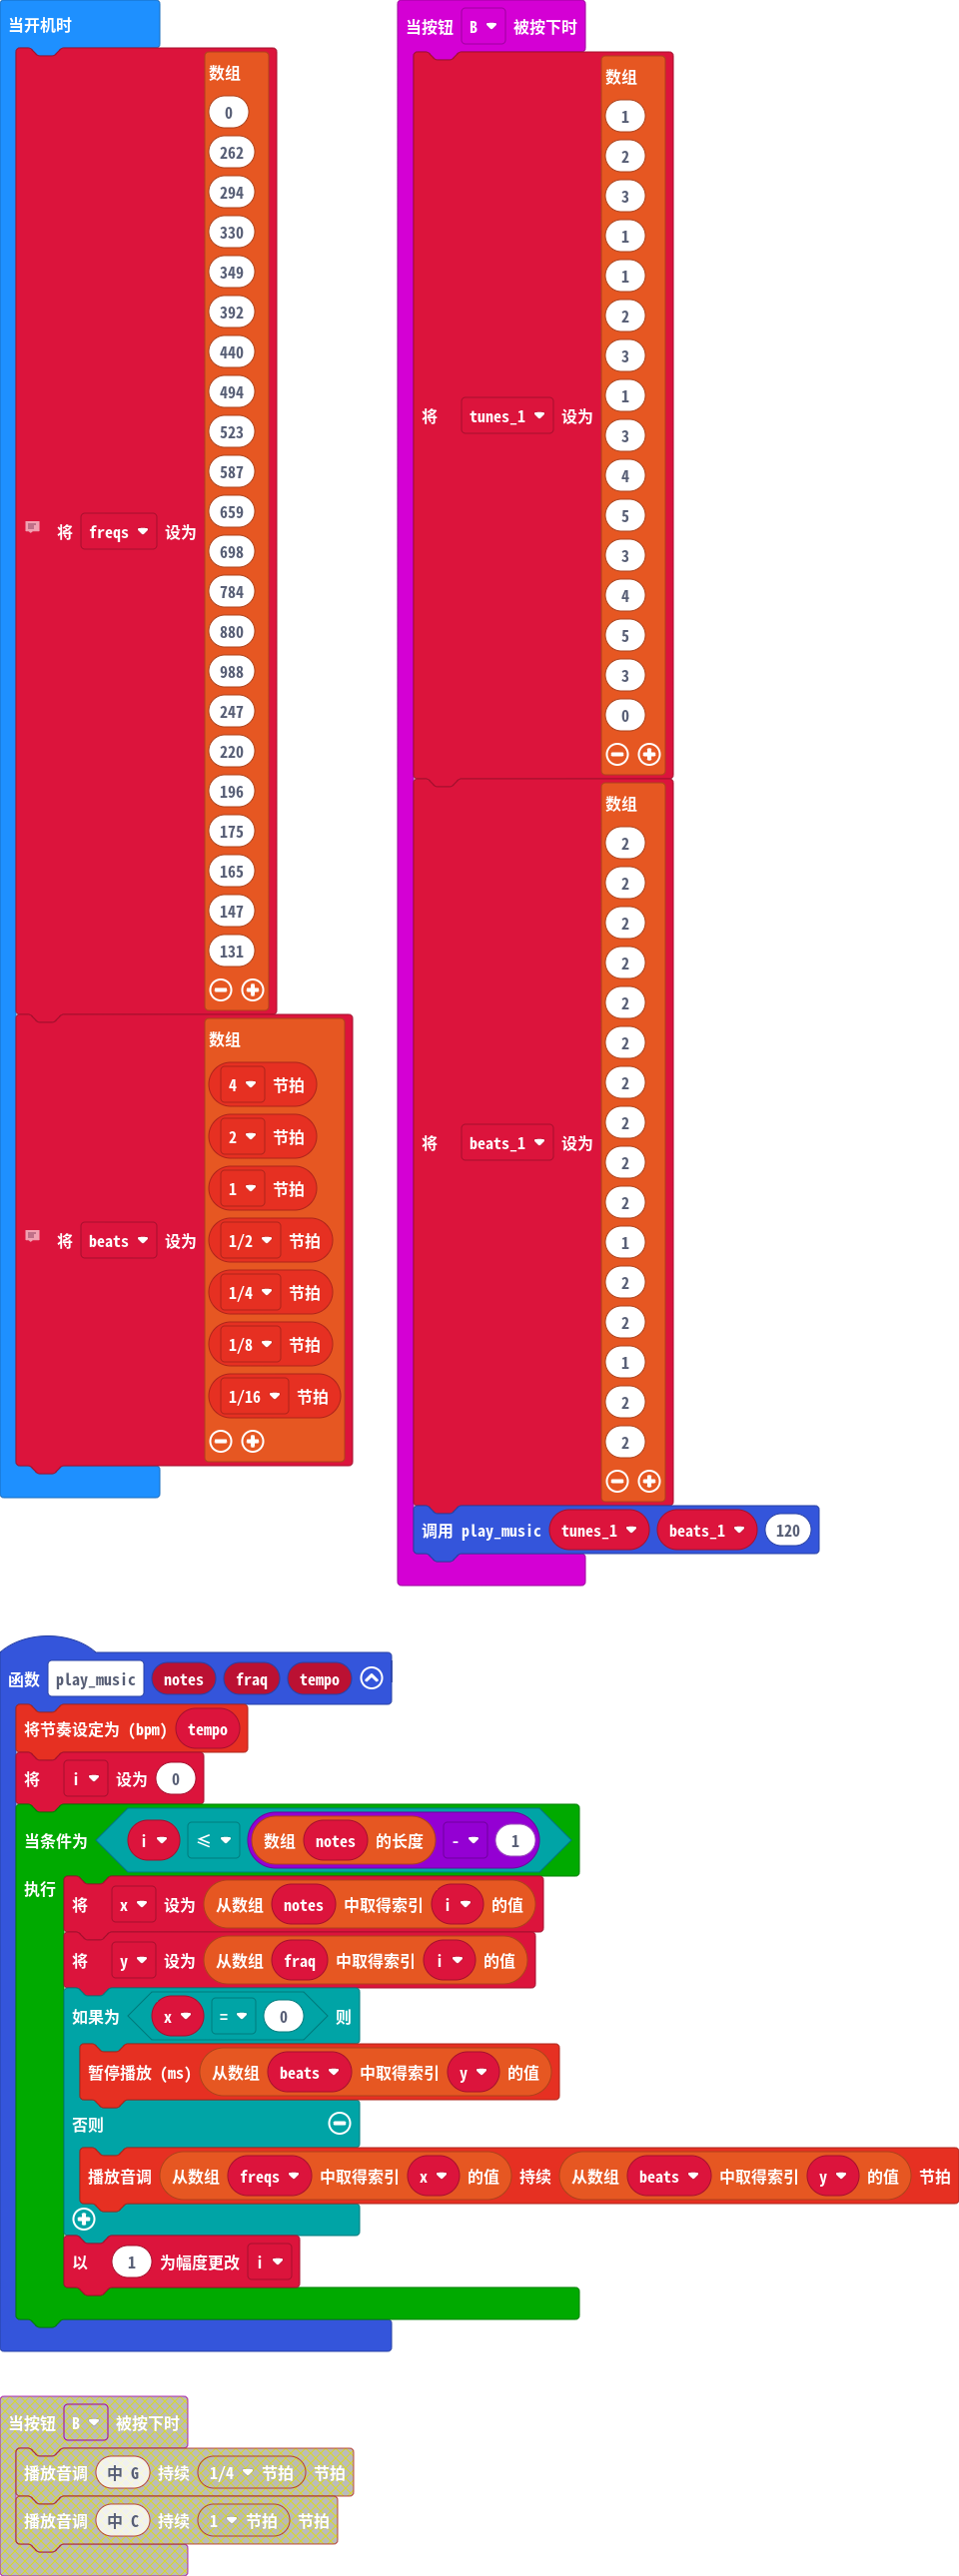 当开机时
将 freqs 设为
数组
0
262
294
330
349
392
440
494
523
587
659
698
784
880
988
247
220
196
175
165
147
131
将 beats 设为
数组
4 节拍
2 节拍
1 节拍
1/2 节拍
1/4 节拍
1/8 节拍
1/16 节拍
当按钮 B 被按下时
将 tunes_1 设为
数组
1
2
3
1
1
2
3
1
3
4
5
3
4
5
3
0
将 beats_1 设为
数组
2
2
2
2
2
2
2
2
2
2
1
2
2
1
2
2
调用 play_music tunes_1 beats_1 120
函数 play_music notes fraq tempo
将节奏设定为 (bpm) tempo
将 i 设为 0
当条件为 i ≤ 数组 notes 的长度 - 1
执行
将 x 设为 从数组 notes 中取得索引 i 的值
将 y 设为 从数组 fraq 中取得索引 i 的值
如果为 x = 0 则
暂停播放 (ms) 从数组 beats 中取得索引 y 的值
否则
播放音调 从数组 freqs 中取得索引 x 的值 持续 从数组 beats 中取得索引 y 的值 节拍
以 1 为幅度更改 i
当按钮 B 被按下时
播放音调 中 G 持续 1/4 节拍 节拍
播放音调 中 C 持续 1 节拍 节拍